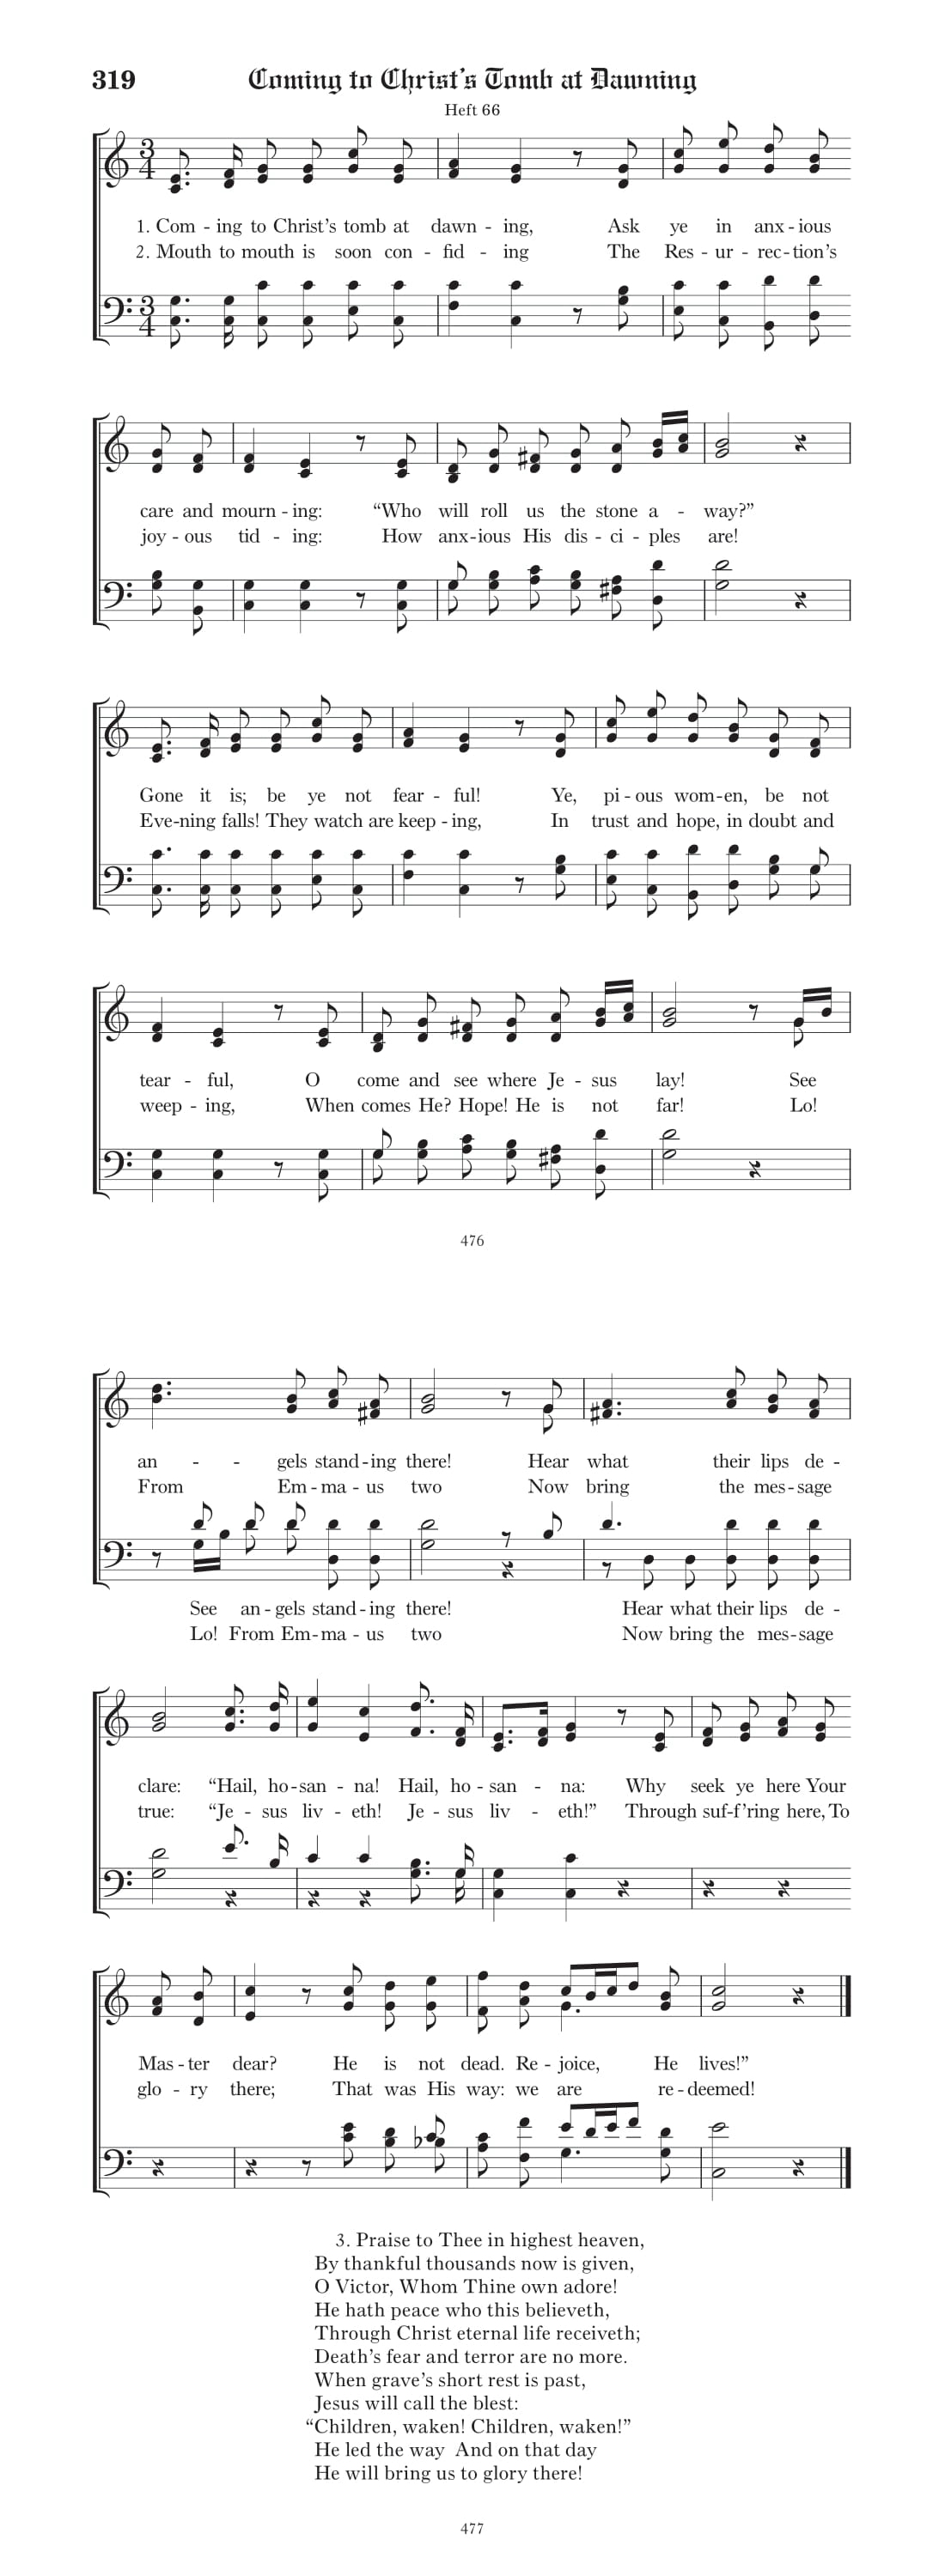 319 Coming to Christ's Tomb at Dawning
Heft 66
1. Com - ing to Christ's tomb at dawn - ing, Ask ye in anx - ious
2. Mouth to mouth is soon con - fid - ing The Res - ur - rec - tion's
care and mourn - ing: “Who will roll us the stone a - way?”
joy - ous tid - ing: How anx - ious His dis - ci - ples are!
Gone it is; be ye not fear - ful! Ye, pi - ous wom - en, be not
Eve - ning falls! They watch are keep - ing, In trust and hope, in doubt and
tear - ful, O come and see where Je - sus lay! See
weep - ing, When comes He? Hope! He is not far! Lo!
476
an - - gels stand - ing there! Hear what their lips de -
From Em - ma - us two Now bring the mes - sage
See an - gels stand - ing there! Hear what their lips de -
Lo! From Em - ma - us two Now bring the mes - sage
clare: “Hail, ho - san - na! Hail, ho - san - na: Why seek ye here Your
true: “Je - sus liv - eth! Je - sus liv - eth!” Through suf - f'ring here, To
Mas - ter dear? He is not dead. Re - joice, He lives!”
glo - ry there; That was His way: we are re - deemed!
3. Praise to Thee in highest heaven,
By thankful thousands now is given,
O Victor, Whom Thine own adore!
He hath peace who this believeth,
Through Christ eternal life receiveth;
Death's fear and terror are no more.
When grave's short rest is past,
Jesus will call the blest:
“Children, waken! Children, waken!”
He led the way And on that day
He will bring us to glory there!
477